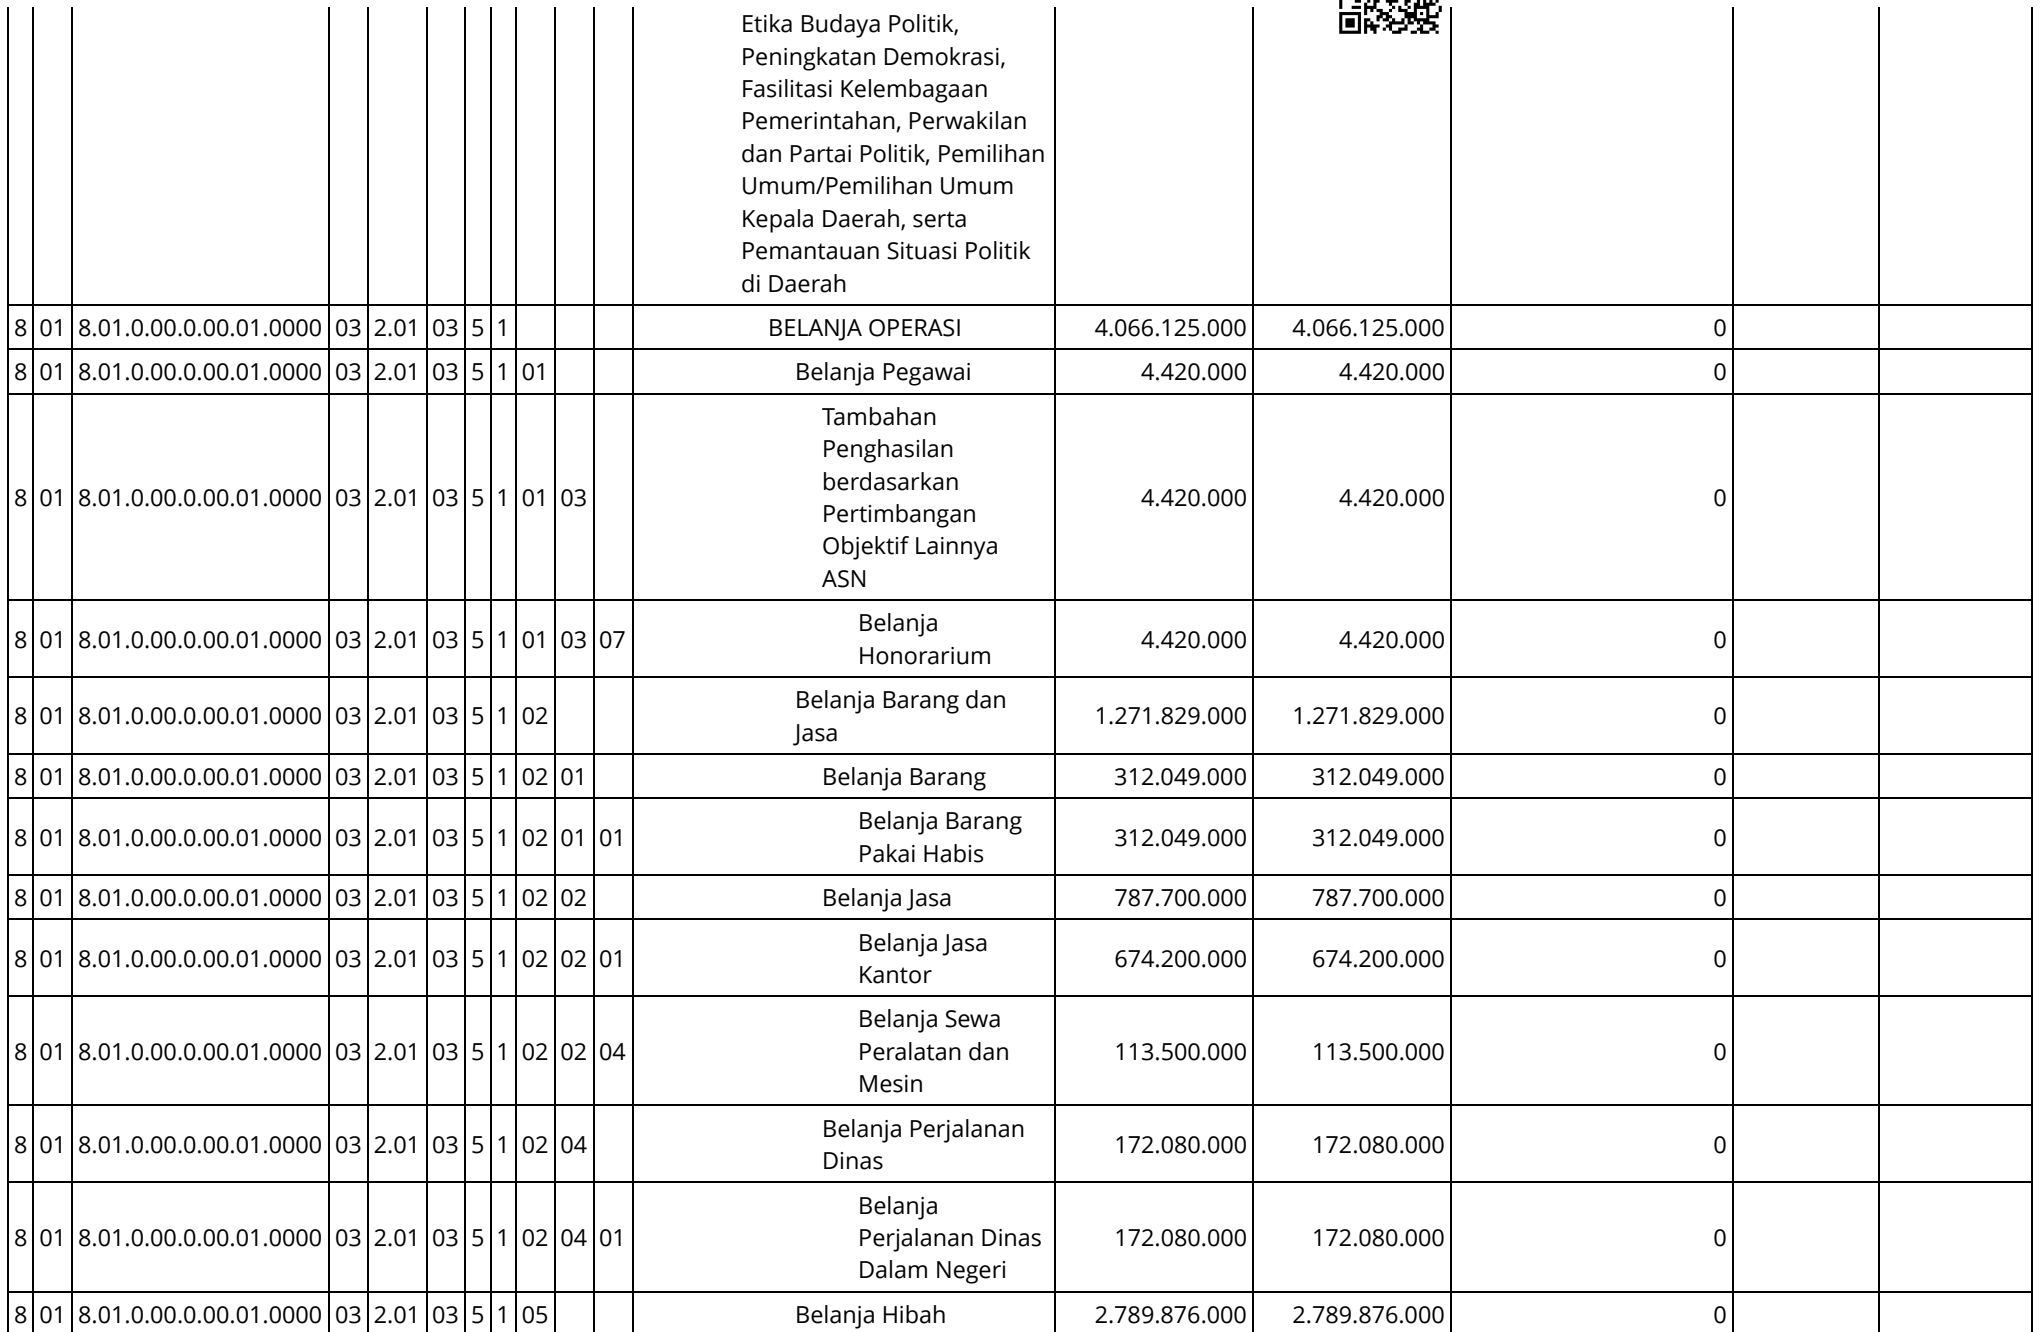 Etika Budaya Politik,
Peningkatan Demokrasi,
Fasilitasi Kelembagaan
Pemerintahan, Perwakilan
dan Partai Politik, Pemilihan
Umum/Pemilihan Umum
Kepala Daerah, serta
Pemantauan Situasi Politik
di Daerah
8 01 8.01.0.00.0.00.01.0000 03 2.01 03 5 1 BELANJA OPERASI 4.066.125.000 4.066.125.000 0
8 01 8.01.0.00.0.00.01.0000 03 2.01 03 5 1 01 Belanja Pegawai 4.420.000 4.420.000 0
Tambahan
Penghasilan
berdasarkan
8 01 8.01.0.00.0.00.01.0000 03 2.01 03 5 1 01 03 4.420.000 4.420.000 0
Pertimbangan
Objektif Lainnya
ASN
Belanja
8 01 8.01.0.00.0.00.01.0000 03 2.01 03 5 1 01 03 07 4.420.000 4.420.000 0
Honorarium
Belanja Barang dan
8 01 8.01.0.00.0.00.01.0000 03 2.01 03 5 1 02 1.271.829.000 1.271.829.000 0
Jasa
8 01 8.01.0.00.0.00.01.0000 03 2.01 03 5 1 02 01 Belanja Barang 312.049.000 312.049.000 0
Belanja Barang
8 01 8.01.0.00.0.00.01.0000 03 2.01 03 5 1 02 01 01 312.049.000 312.049.000 0
Pakai Habis
8 01 8.01.0.00.0.00.01.0000 03 2.01 03 5 1 02 02 Belanja Jasa 787.700.000 787.700.000 0
Belanja Jasa
8 01 8.01.0.00.0.00.01.0000 03 2.01 03 5 1 02 02 01 674.200.000 674.200.000 0
Kantor
Belanja Sewa
8 01 8.01.0.00.0.00.01.0000 03 2.01 03 5 1 02 02 04 Peralatan dan 113.500.000 113.500.000 0
Mesin
Belanja Perjalanan
8 01 8.01.0.00.0.00.01.0000 03 2.01 03 5 1 02 04 172.080.000 172.080.000 0
Dinas
Belanja
8 01 8.01.0.00.0.00.01.0000 03 2.01 03 5 1 02 04 01 Perjalanan Dinas 172.080.000 172.080.000 0
Dalam Negeri
8 01 8.01.0.00.0.00.01.0000 03 2.01 03 5 1 05 Belanja Hibah 2.789.876.000 2.789.876.000 0